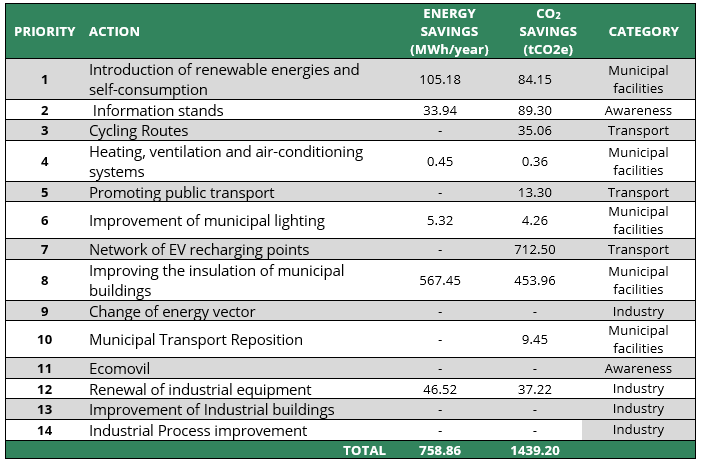 PRIORITY ACTION ENERGY SAVINGS (MWh/year) CO₂ SAVINGS (tCO2e) CATEGORY
1 Introduction of renewable energies and self-consumption 105.18 84.15 Municipal facilities
2 Information stands 33.94 89.30 Awareness
3 Cycling Routes - 35.06 Transport
4 Heating, ventilation and air-conditioning systems 0.45 0.36 Municipal facilities
5 Promoting public transport - 13.30 Transport
6 Improvement of municipal lighting 5.32 4.26 Municipal facilities
7 Network of EV recharging points - 712.50 Transport
8 Improving the insulation of municipal buildings 567.45 453.96 Municipal facilities
9 Change of energy vector - - Industry
10 Municipal Transport Reposition - 9.45 Municipal facilities
11 Ecomovil - - Awareness
12 Renewal of industrial equipment 46.52 37.22 Industry
13 Improvement of Industrial buildings - - Industry
14 Industrial Process improvement - - Industry
TOTAL 758.86 1439.20